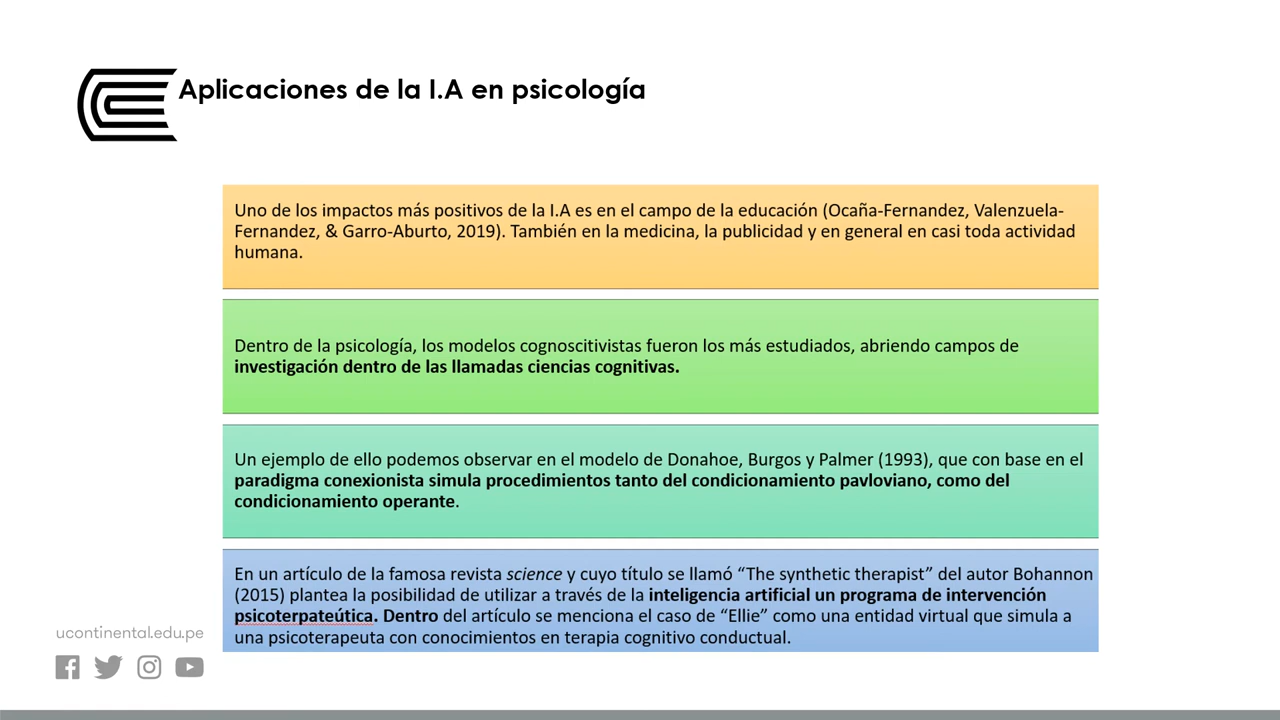 Aplicaciones de la I.A en psicología
Uno de los impactos más positivos de la I.A es en el campo de la educación (Ocaña-Fernandez, Valenzuela-
Fernandez, & Garro-Aburto, 2019). También en la medicina, la publicidad y en general en casi toda actividad
humana.
Dentro de la psicología, los modelos cognoscitivistas fueron los más estudiados, abriendo campos de
investigación dentro de las llamadas ciencias cognitivas.
Un ejemplo de ello podemos observar en el modelo de Donahoe, Burgos y Palmer (1993), que con base en el
paradigma conexionista simula procedimientos tanto del condicionamiento pavloviano, como del
condicionamiento operante.
En un artículo de la famosa revista science y cuyo título se llamó “The synthetic therapist” del autor Bohannon
(2015) plantea la posibilidad de utilizar a través de la inteligencia artificial un programa de intervención
psicoterpateútica. Dentro del artículo se menciona el caso de “Ellie” como una entidad virtual que simula a
una psicoterapeuta con conocimientos en terapia cognitivo conductual.
ucontinental.edu.pe